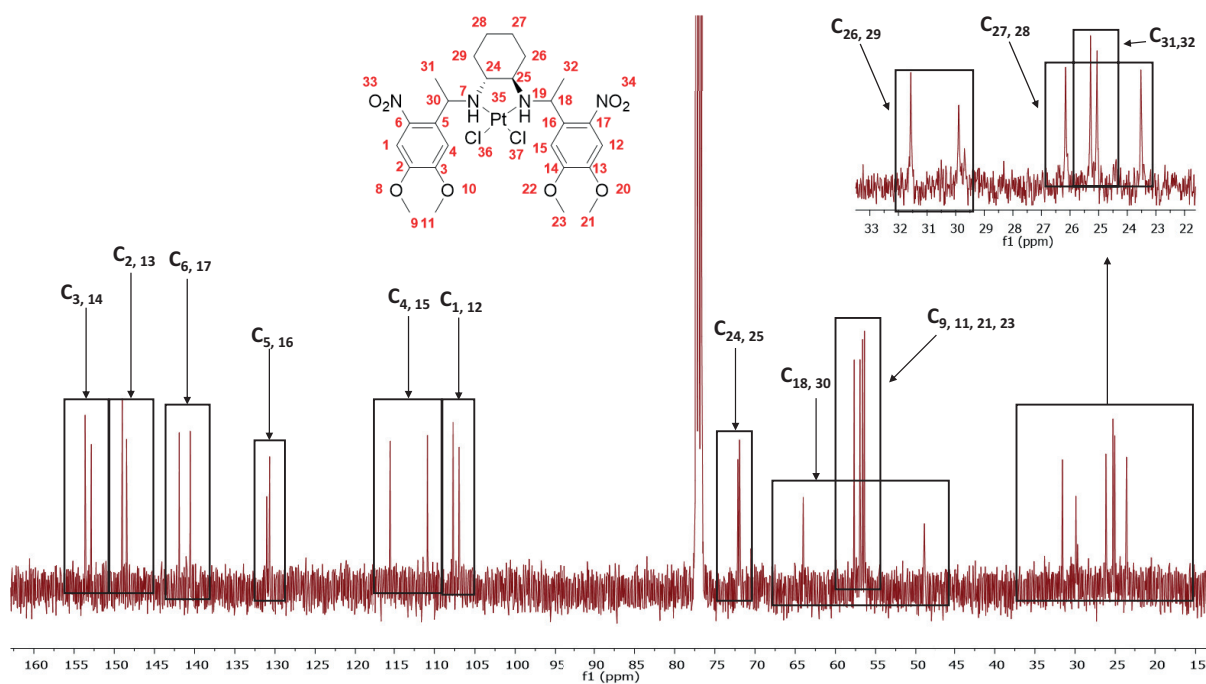 28 27
29 26
31 24 25 32
33 7 35 19 34
O₂N 30 N N 18 NO₂
H H
6 5 Pt 16 17
Cl Cl
1 4 36 37 15 12
2 3 14 13
O O O O
8 10 22 20
9 11 23 21
C26, 29
C27, 28
C31,32
33 32 31 30 29 28 27 26 25 24 23 22
f1 (ppm)
C3, 14
C2, 13
C6, 17
C5, 16
C4, 15
C1, 12
C24, 25
C18, 30
C9, 11, 21, 23
160 155 150 145 140 135 130 125 120 115 110 105 100 95 90 85 80 75 70 65 60 55 50 45 40 35 30 25 20 15
f1 (ppm)